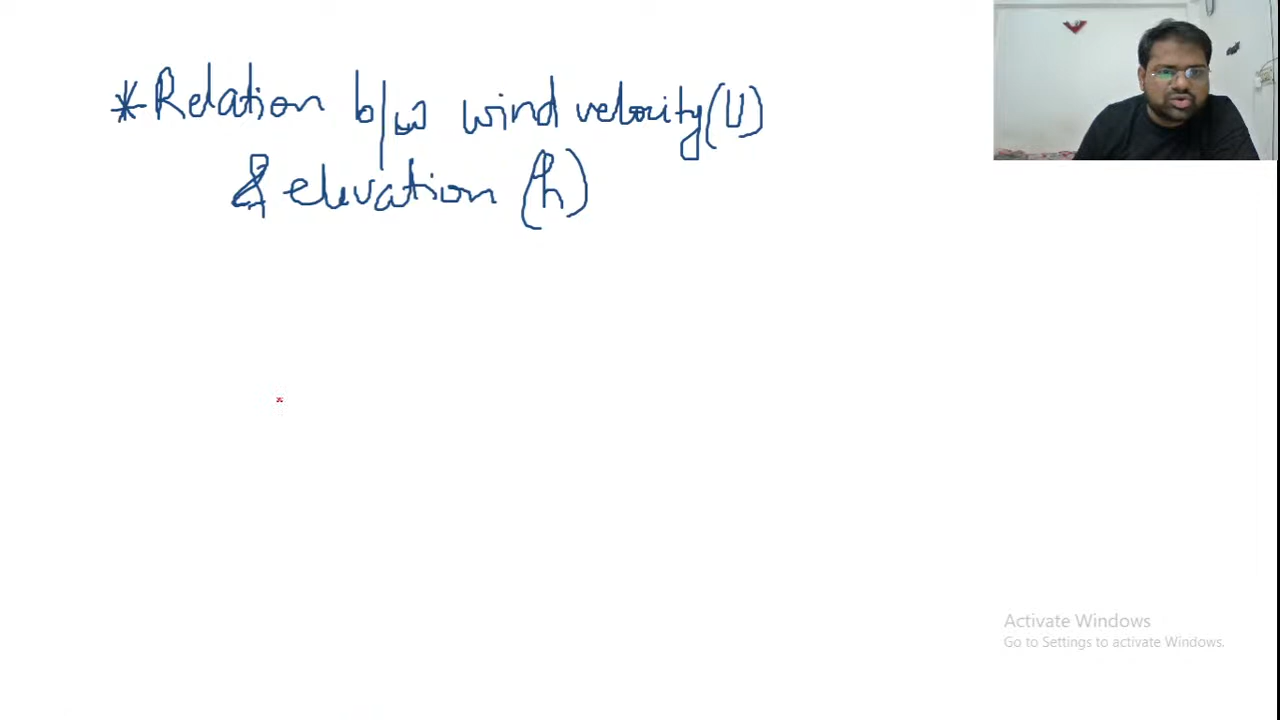 *Relation b/w wind velocity (U)
& elevation (h)
Activate Windows
Go to Settings to activate Windows.